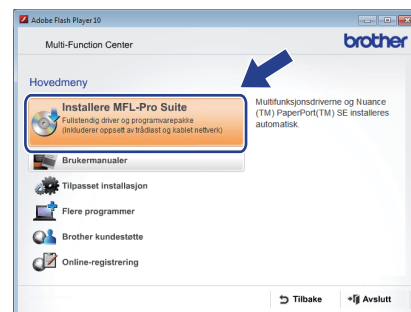 Adobe Flash Player 10
Multi-Function Center
brother
Hovedmeny
Installere MFL-Pro Suite
Fullstendig driver og programvarepakke
(Inkluderer oppsett av trådløst og kablet nettverk)
Multifunksjonsdriverne og Nuance
(TM) PaperPort(TM) SE installeres
automatisk.
Brukermanualer
Tilpasset installasjon
Flere programmer
Brother kundestøtte
Online-registrering
Tilbake
Avslutt